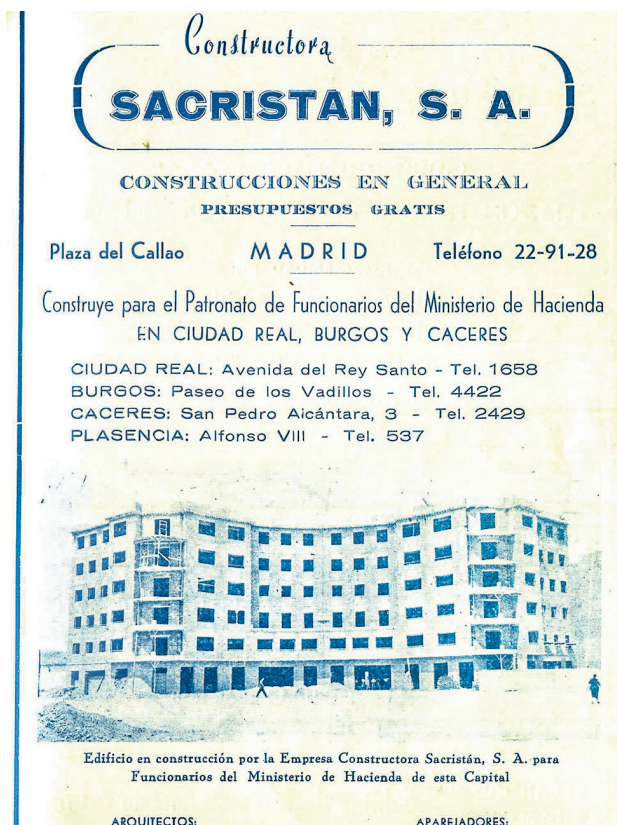 Constructora
SACRISTAN, S. A.
CONSTRUCCIONES EN GENERAL
PRESUPUESTOS GRATIS
Plaza del Callao MADRID Teléfono 22-91-28
Construye para el Patronato de Funcionarios del Ministerio de Hacienda
EN CIUDAD REAL, BURGOS Y CACERES
CIUDAD REAL: Avenida del Rey Santo - Tel. 1658
BURGOS: Paseo de los Vadillos - Tel. 4422
CACERES: San Pedro Alcántara, 3 - Tel. 2429
PLASENCIA: Alfonso VIII - Tel. 537
Edificio en construcción por la Empresa Constructora Sacristán, S. A. para
Funcionarios del Ministerio de Hacienda de esta Capital
ARQUITECTOS: APAREJADORES: